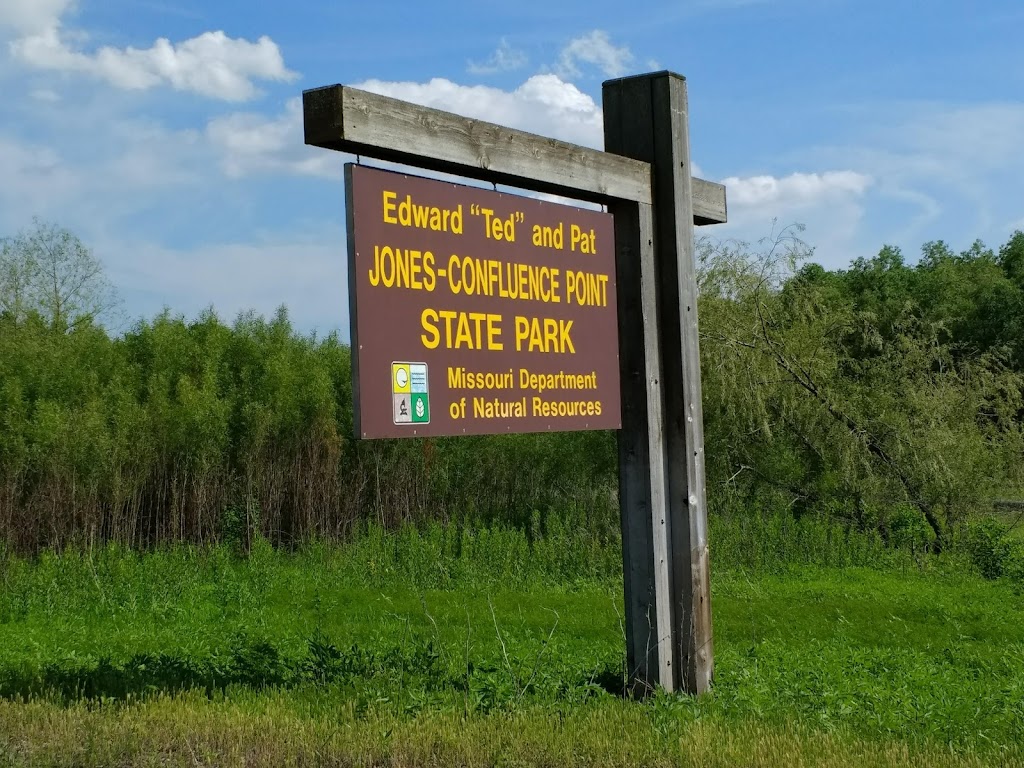 Edward “Ted” and Pat
JONES-CONFLUENCE POINT
STATE PARK
Missouri Department
of Natural Resources